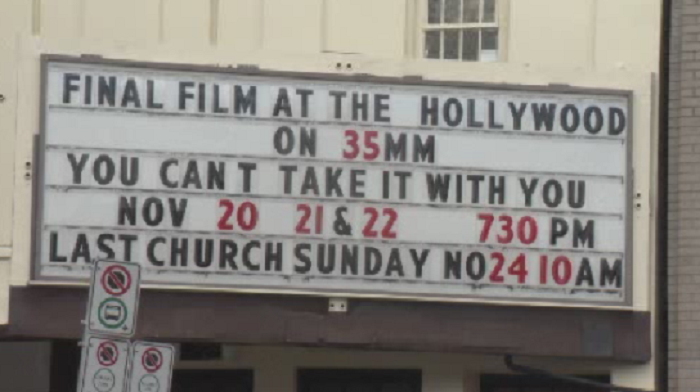 FINAL FILM AT THE HOLLYWOOD
ON 35MM
YOU CAN T TAKE IT WITH YOU
NOV 20 21 & 22 730 PM
LAST CHURCH SUNDAY NO24 10AM